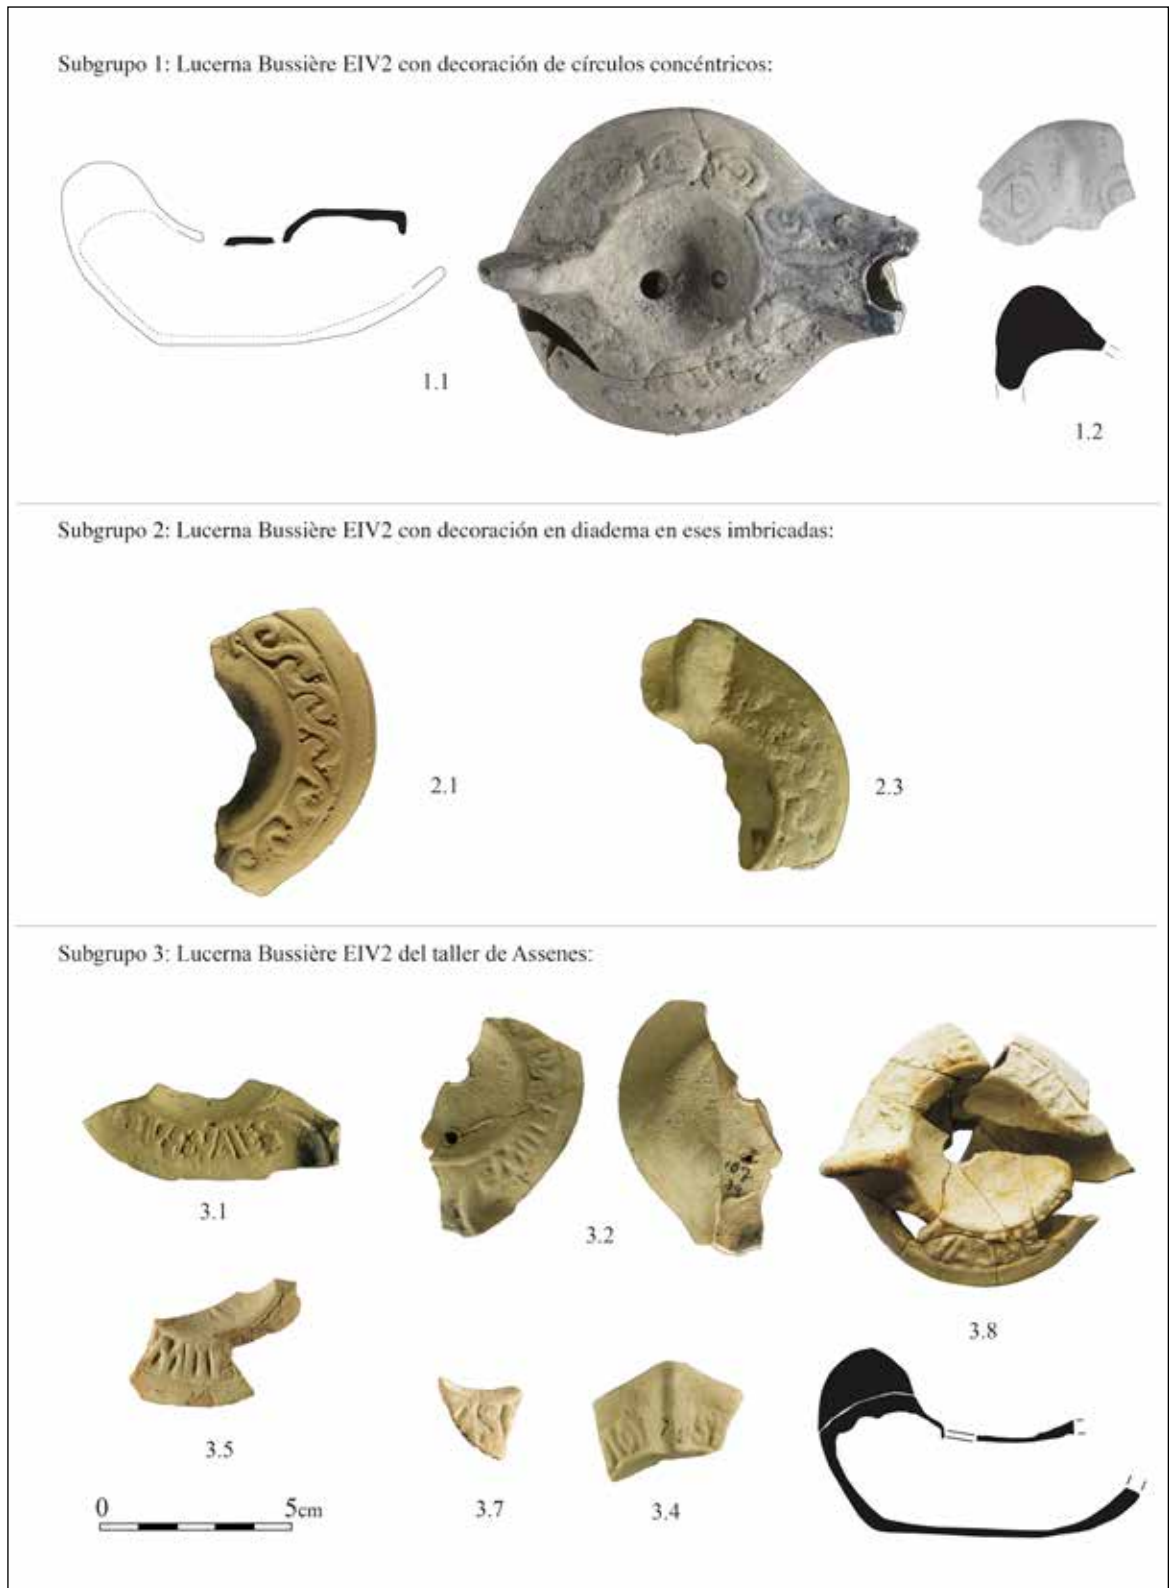 Subgrupo 1: Lucerna Bussière EIV2 con decoración de círculos concéntricos:
1.1
1.2
Subgrupo 2: Lucerna Bussière EIV2 con decoración en diadema en eses imbricadas:
2.1
2.3
Subgrupo 3: Lucerna Bussière EIV2 del taller de Assenes:
3.1
3.2
3.8
3.5
3.7
3.4
0 5cm